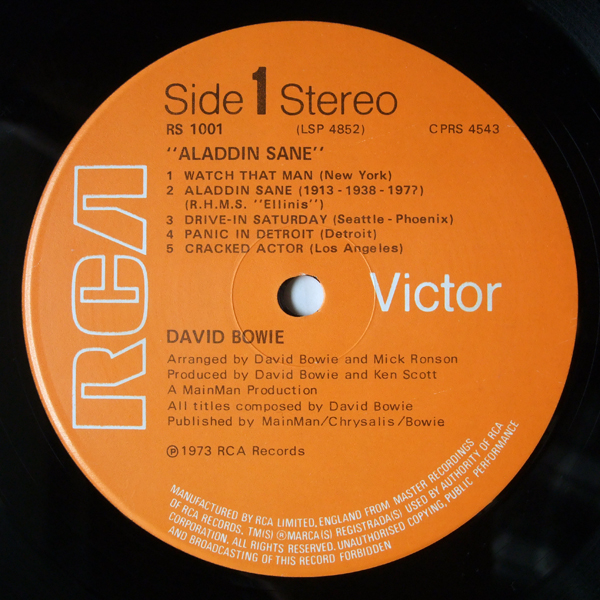 Side 1 Stereo
RS 1001 (LSP 4852) CPRS 4543
"ALADDIN SANE"
1 WATCH THAT MAN (New York)
2 ALADDIN SANE (1913 - 1938 - 197?)
(R.H.M.S. "Ellinis")
3 DRIVE-IN SATURDAY (Seattle - Phoenix)
4 PANIC IN DETROIT (Detroit)
5 CRACKED ACTOR (Los Angeles)
RCA
Victor
DAVID BOWIE
Arranged by David Bowie and Mick Ronson
Produced by David Bowie and Ken Scott
A MainMan Production
All titles composed by David Bowie
Published by MainMan/Chrysalis/Bowie
℗ 1973 RCA Records
MANUFACTURED BY RCA LIMITED, ENGLAND FROM MASTER RECORDINGS
OF RCA RECORDS, TM(S) ® MARCA(S) REGISTRADA(S) USED BY AUTHORITY OF RCA
CORPORATION. ALL RIGHTS RESERVED. UNAUTHORISED COPYING, PUBLIC PERFORMANCE
AND BROADCASTING OF THIS RECORD FORBIDDEN